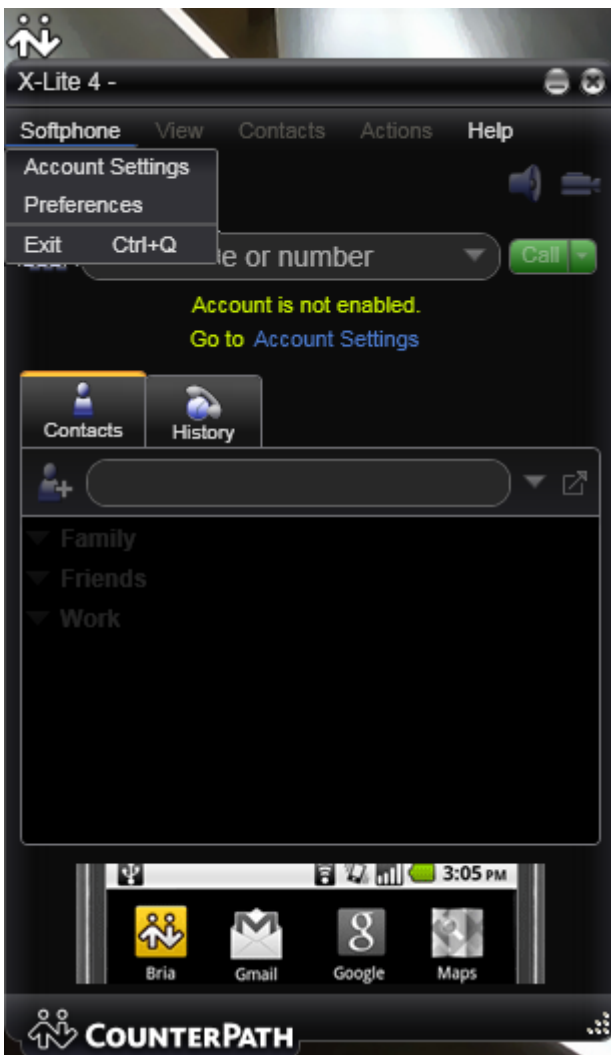 X-Lite 4 -
Softphone View Contacts Actions Help
Account Settings
Preferences
Exit Ctrl+Q
e or number Call
Account is not enabled.
Go to Account Settings
Contacts History
Family
Friends
Work
3:05 PM
Bria Gmail Google Maps
COUNTERPATH